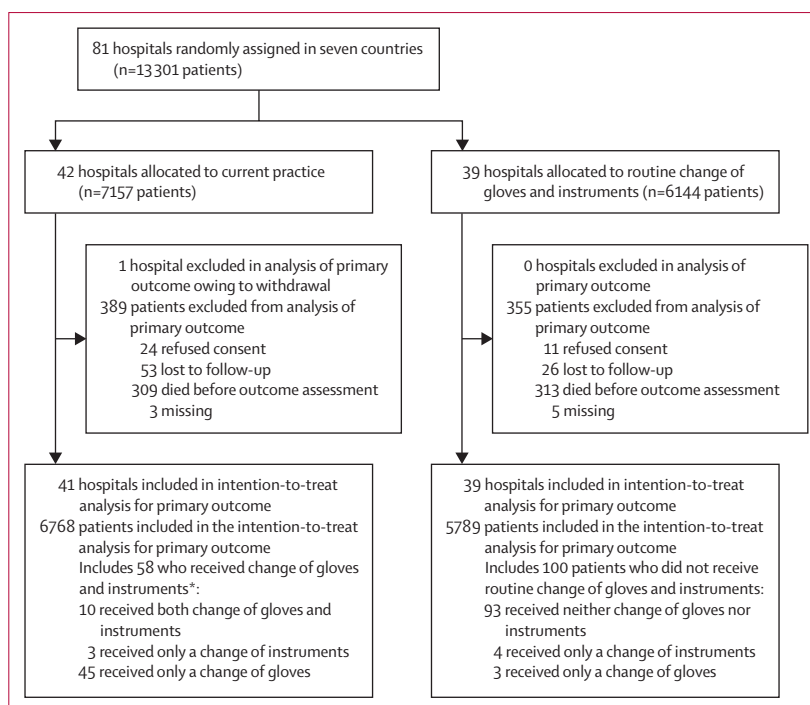 81 hospitals randomly assigned in seven countries
(n=13301 patients)
42 hospitals allocated to current practice
(n=7157 patients)
39 hospitals allocated to routine change of
gloves and instruments (n=6144 patients)
1 hospital excluded in analysis of primary
outcome owing to withdrawal
389 patients excluded from analysis of
primary outcome
24 refused consent
53 lost to follow-up
309 died before outcome assessment
3 missing
0 hospitals excluded in analysis of
primary outcome
355 patients excluded from analysis of
primary outcome
11 refused consent
26 lost to follow-up
313 died before outcome assessment
5 missing
41 hospitals included in intention-to-treat
analysis for primary outcome
6768 patients included in the intention-to-treat
analysis for primary outcome
Includes 58 who received change of gloves
and instruments*:
10 received both change of gloves and
instruments
3 received only a change of instruments
45 received only a change of gloves
39 hospitals included in intention-to-treat
analysis for primary outcome
5789 patients included in the intention-to-treat
analysis for primary outcome
Includes 100 patients who did not receive
routine change of gloves and instruments:
93 received neither change of gloves nor
instruments
4 received only a change of instruments
3 received only a change of gloves